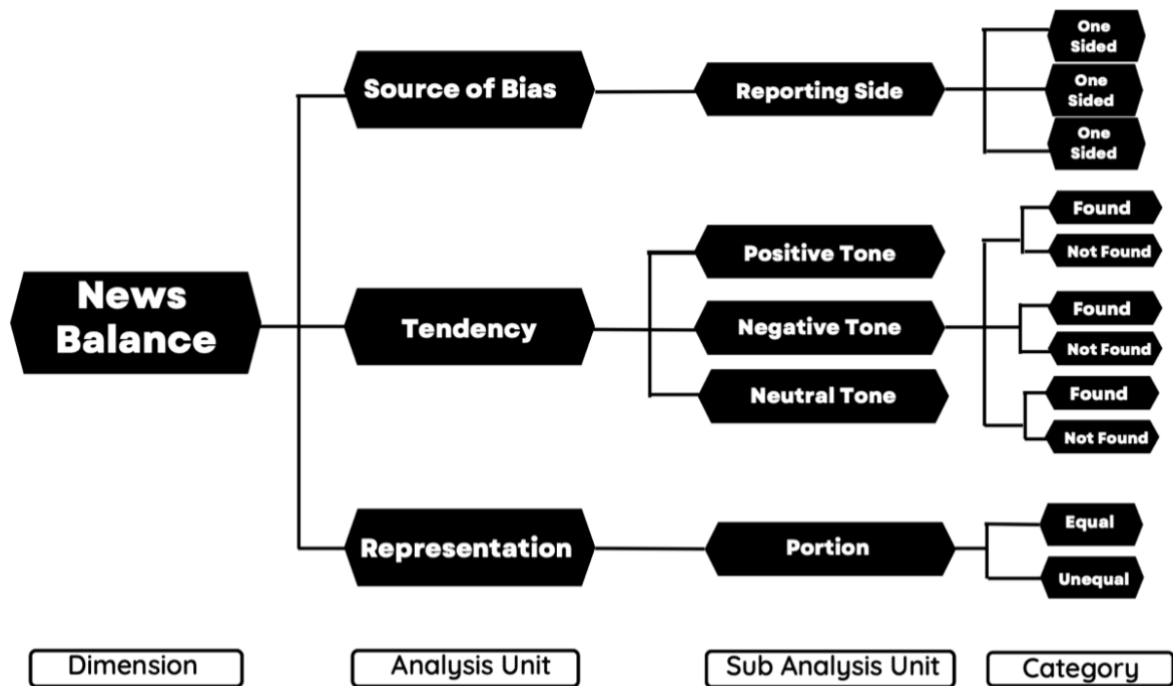 News
Balance
Source of Bias
Reporting Side
One
Sided
One
Sided
One
Sided
Tendency
Positive Tone
Negative Tone
Neutral Tone
Found
Not Found
Found
Not Found
Found
Not Found
Representation
Portion
Equal
Unequal
Dimension
Analysis Unit
Sub Analysis Unit
Category